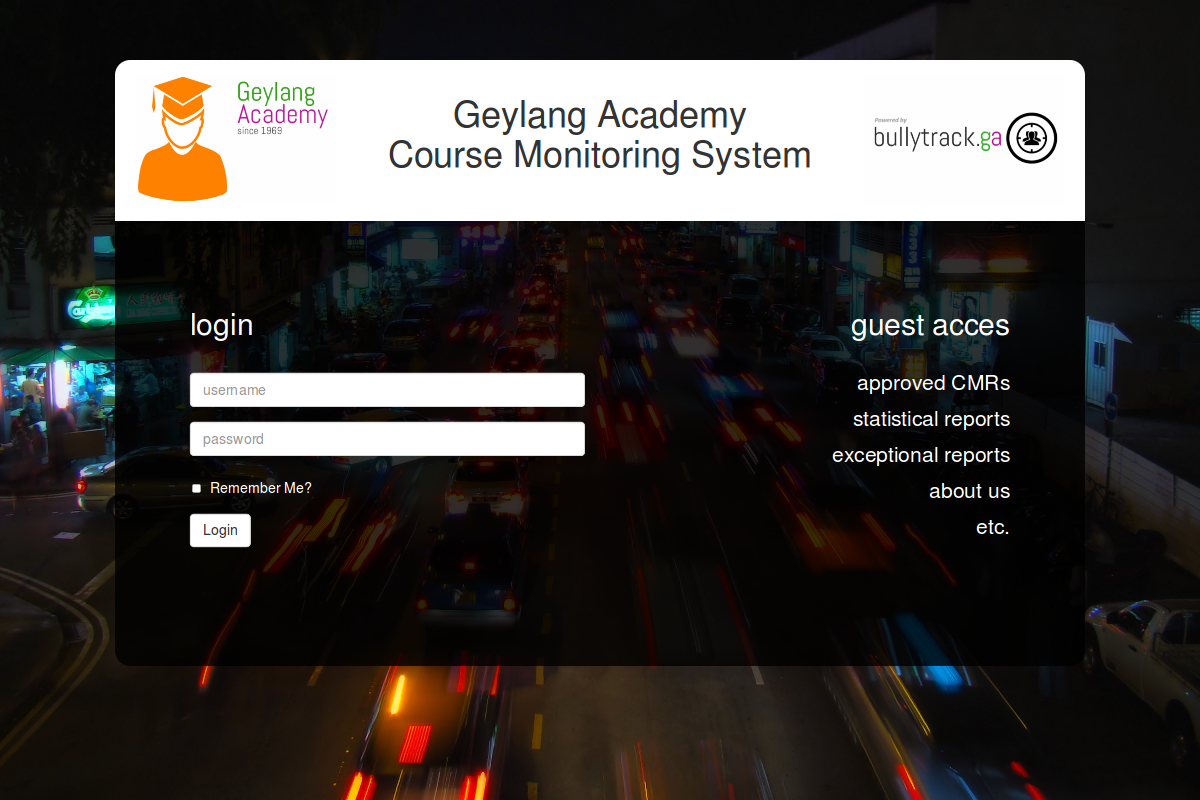 Geylang
Academy
since 1969
Geylang Academy
Course Monitoring System
Powered by
bullytrack.ga
login
username
password
Remember Me?
Login
guest acces
approved CMRs
statistical reports
exceptional reports
about us
etc.
Carlsberg